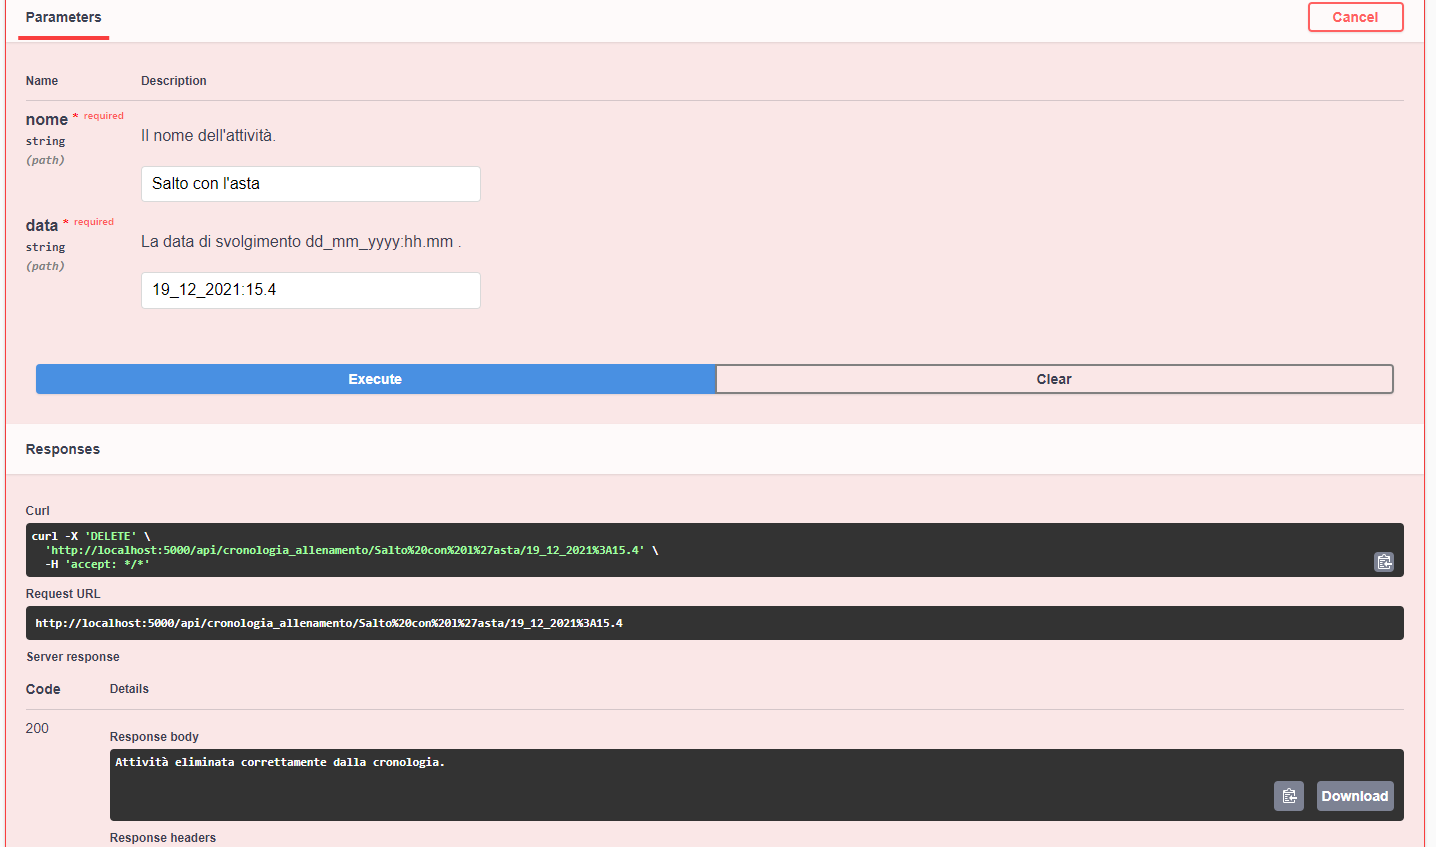 Parameters
Cancel
Name Description
nome * required
string
(path)
Il nome dell'attività.
Salto con l'asta
data * required
string
(path)
La data di svolgimento dd_mm_yyyy:hh.mm .
19_12_2021:15.4
Execute Clear
Responses
Curl
curl -X 'DELETE' \
'http://localhost:5000/api/cronologia_allenamento/Salto%20con%20l%27asta/19_12_2021%3A15.4' \
-H 'accept: */*'
Request URL
http://localhost:5000/api/cronologia_allenamento/Salto%20con%20l%27asta/19_12_2021%3A15.4
Server response
Code Details
200
Response body
Attività eliminata correttamente dalla cronologia.
Download
Response headers